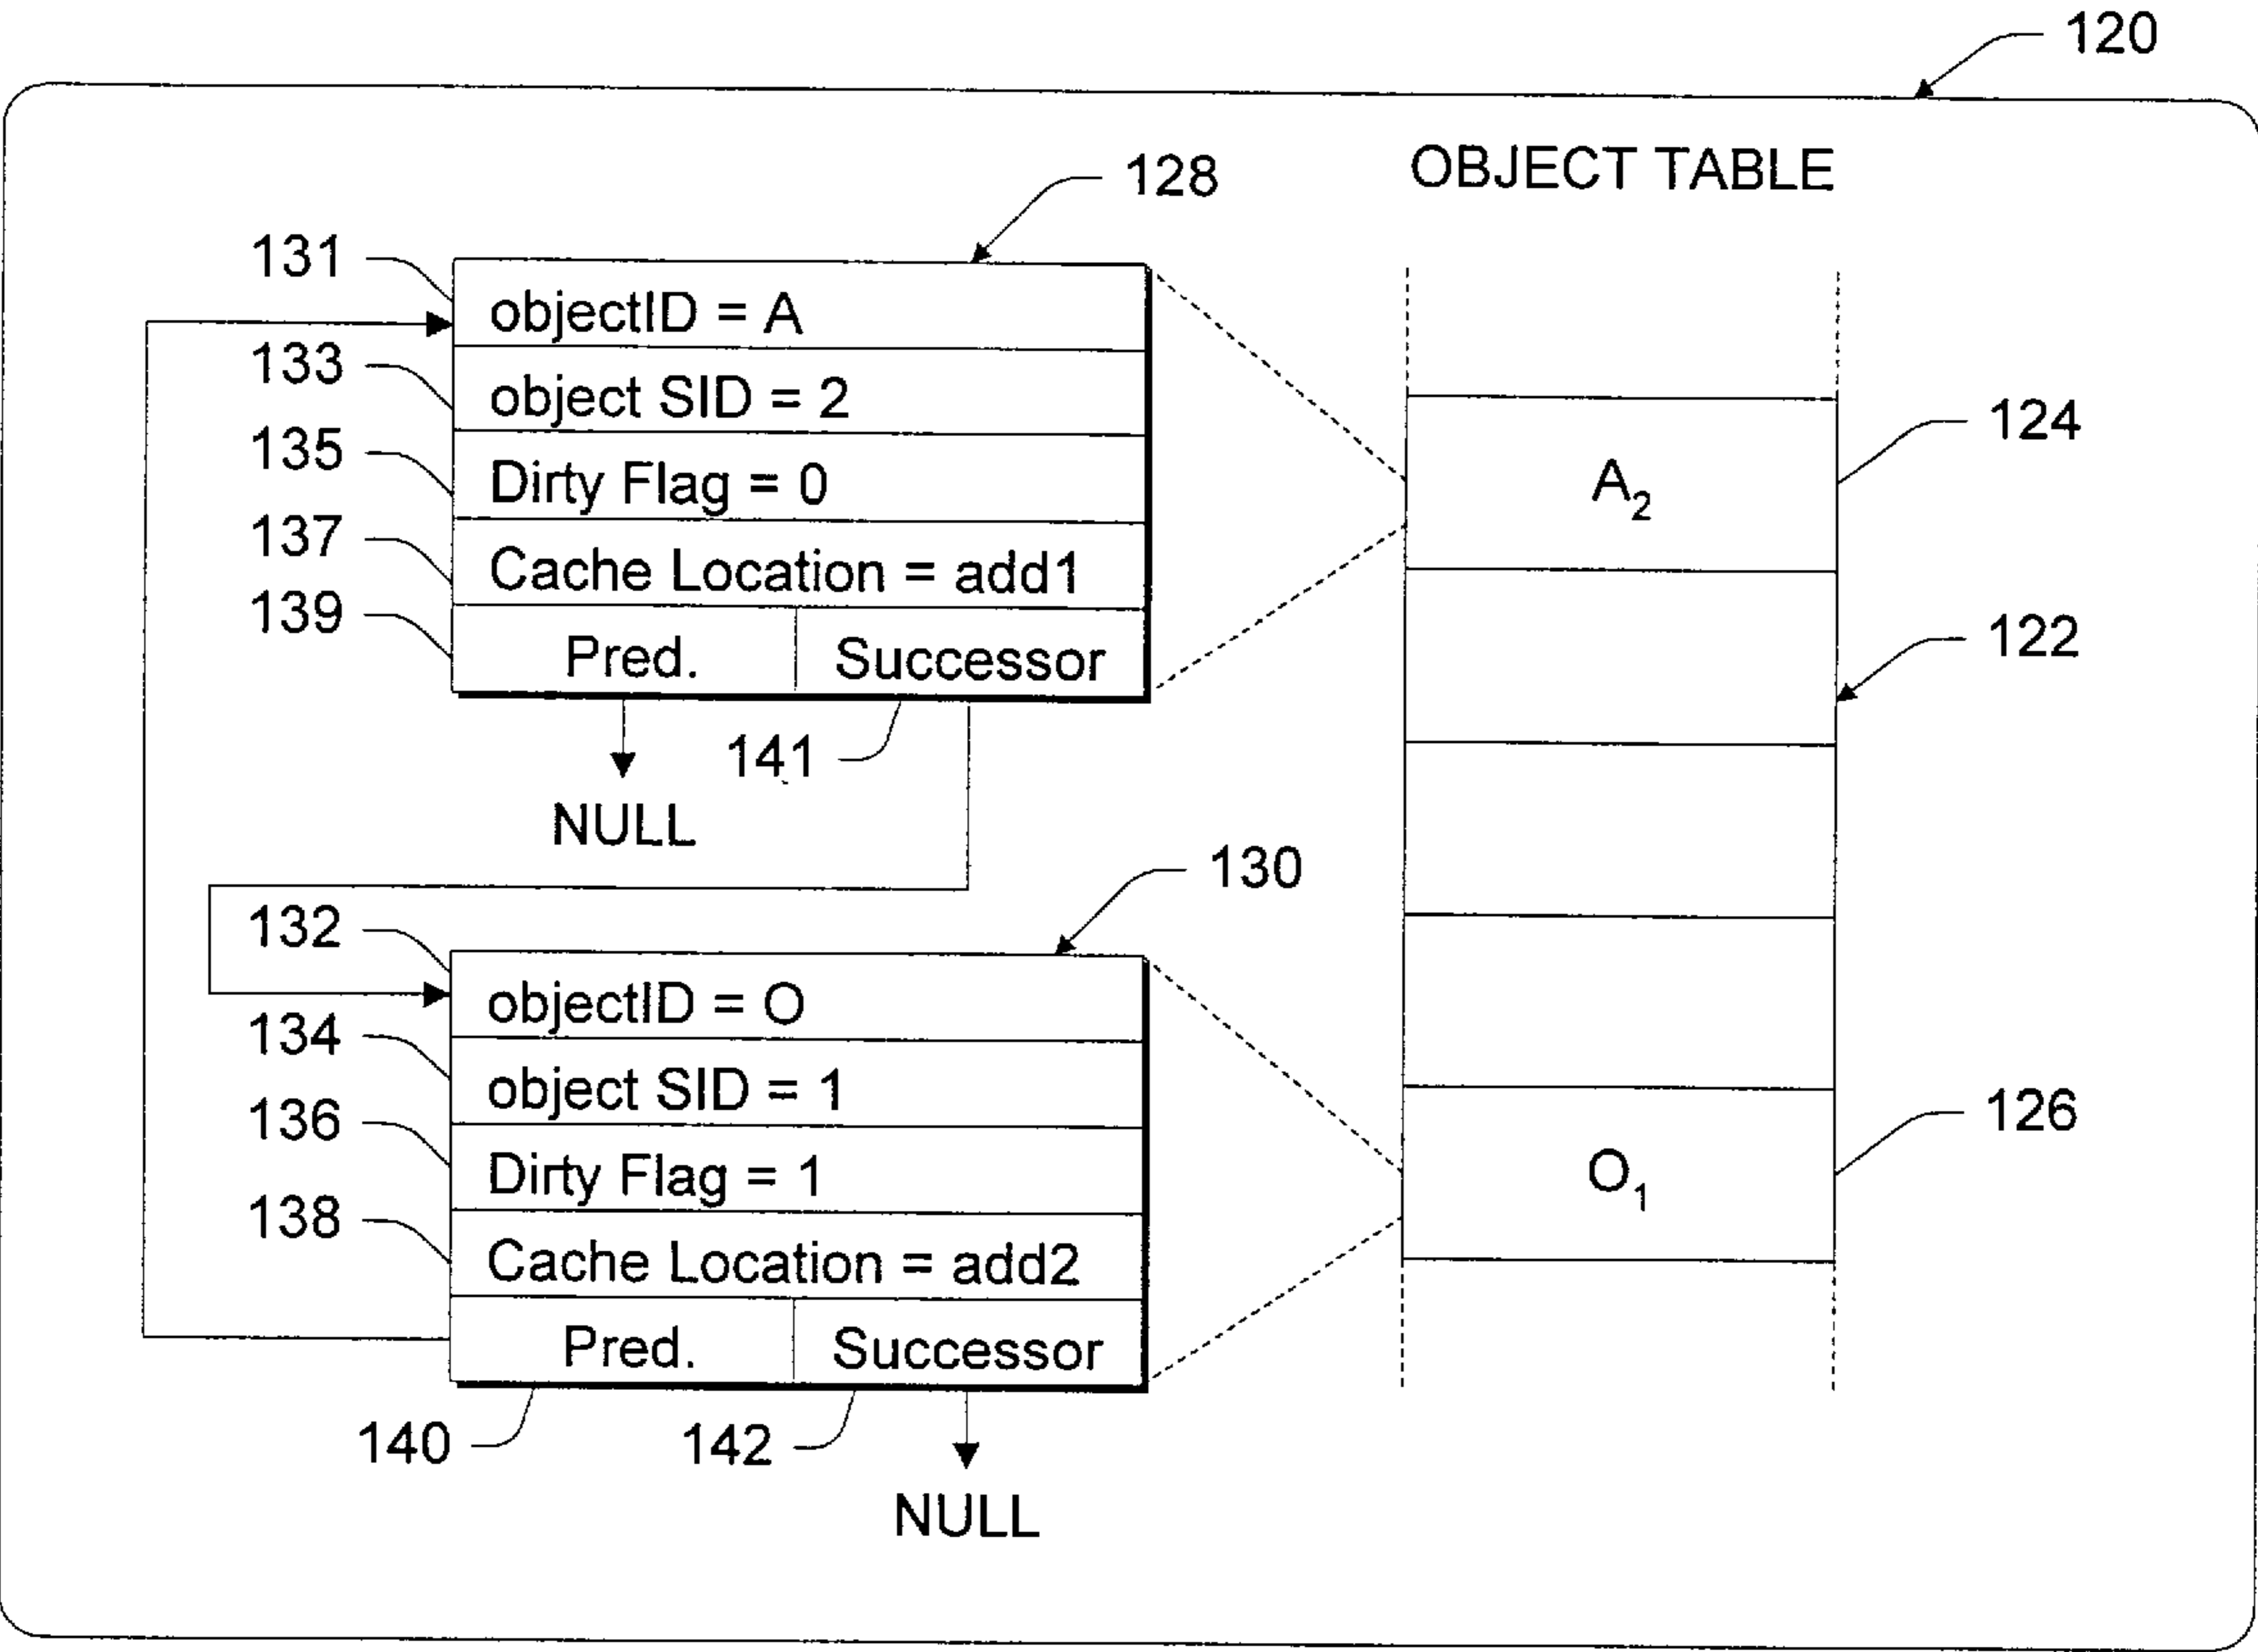 120
OBJECT TABLE
128
131
objectID = A
133
object SID = 2
135
Dirty Flag = 0
137
Cache Location = add1
139
Pred. Successor
141
NULL
124
A2
122
130
132
objectID = O
134
object SID = 1
136
Dirty Flag = 1
138
Cache Location = add2
Pred. Successor
140
142
NULL
126
O1